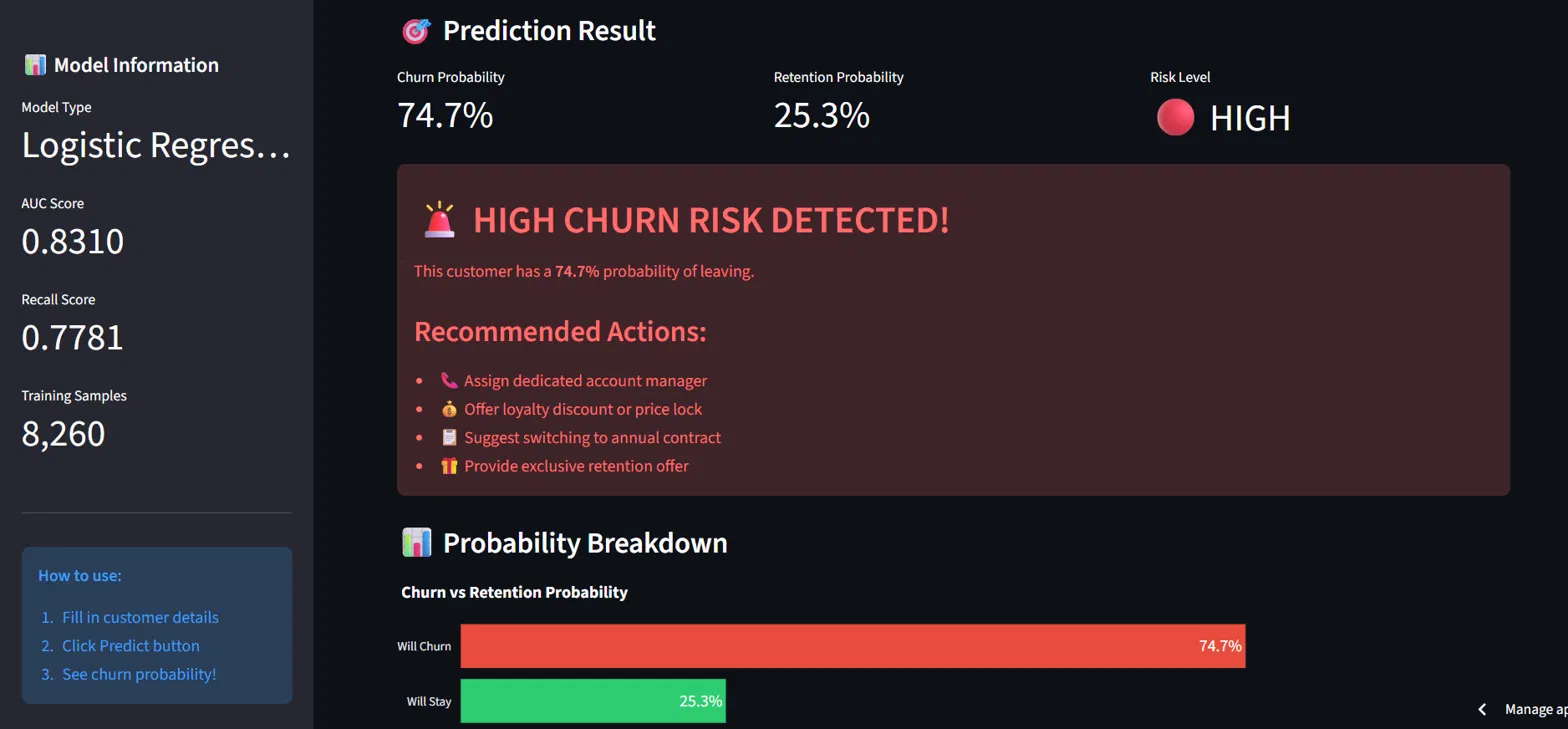 Model Information
Model Type
Logistic Regres...
AUC Score
0.8310
Recall Score
0.7781
Training Samples
8,260
How to use:
1. Fill in customer details
2. Click Predict button
3. See churn probability!
Prediction Result
Churn Probability
74.7%
Retention Probability
25.3%
Risk Level
HIGH
HIGH CHURN RISK DETECTED!
This customer has a 74.7% probability of leaving.
Recommended Actions:
• Assign dedicated account manager
• Offer loyalty discount or price lock
• Suggest switching to annual contract
• Provide exclusive retention offer
Probability Breakdown
Churn vs Retention Probability
Will Churn 74.7%
Will Stay 25.3%
Manage ap